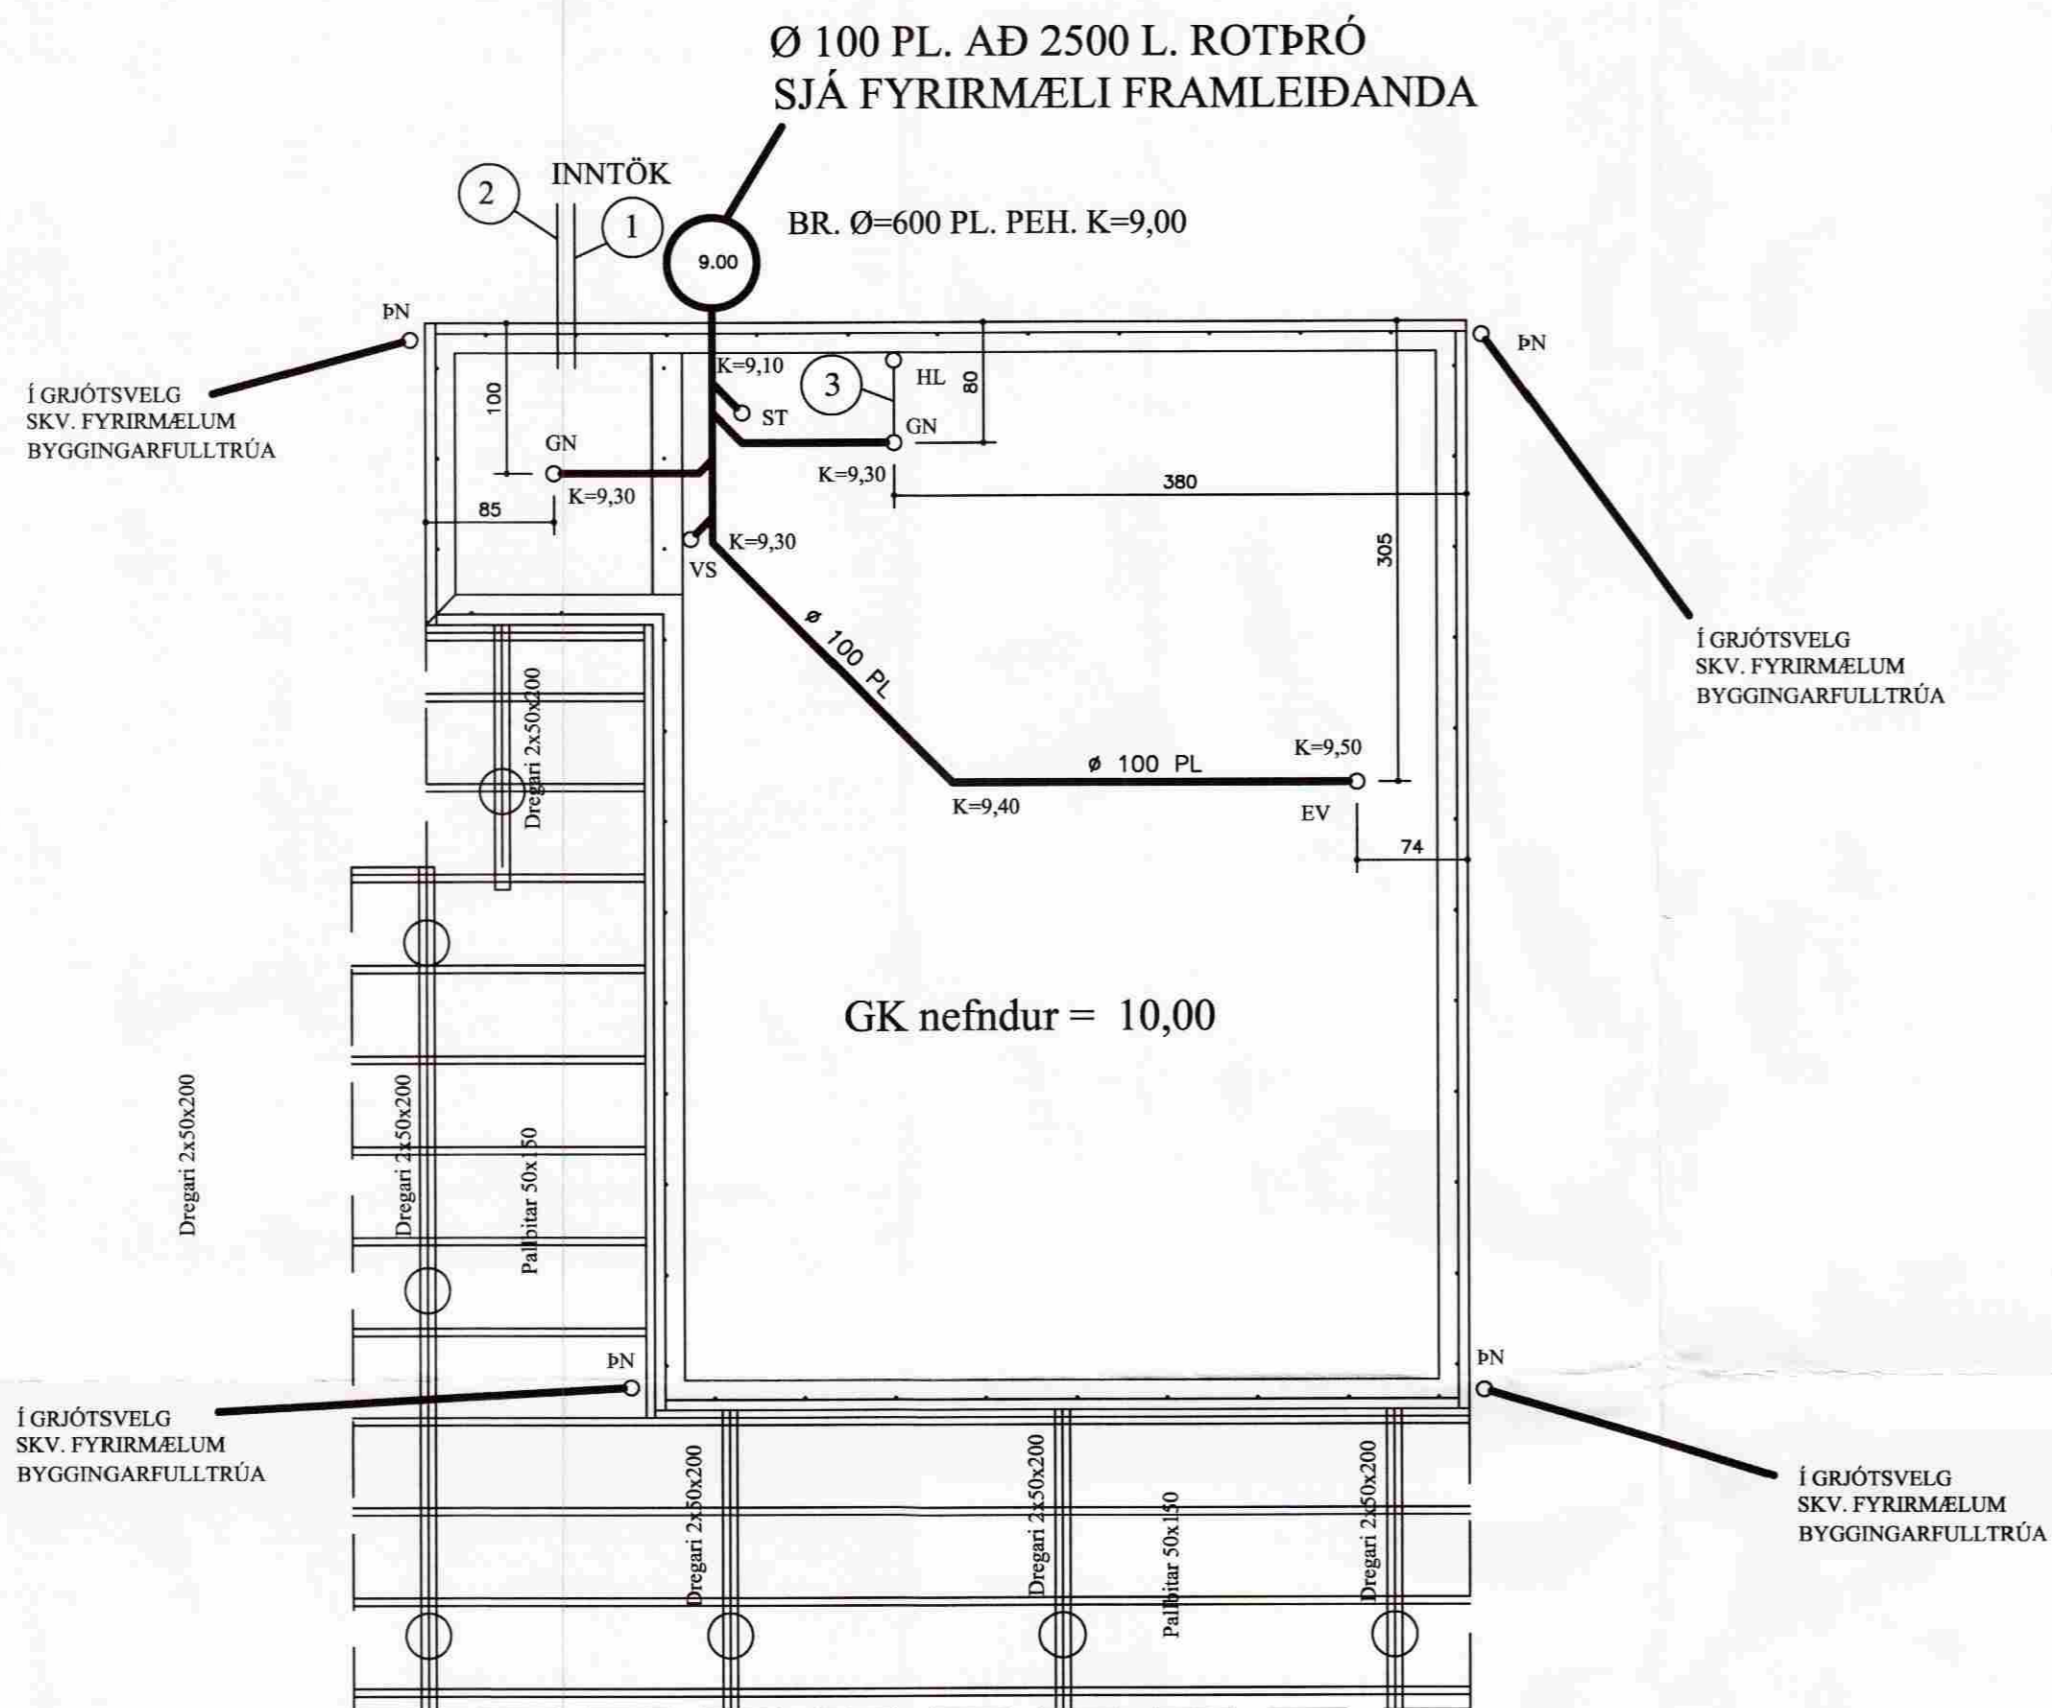 Ø 100 PL. AÐ 2500 L. ROTÞRÓ
SJÁ FYRIRMÆLI FRAMLEIÐANDA
INNTÖK
2
1
BR. Ø=600 PL. PEH. K=9,00
9.00
ÞN
ÞN
Í GRJÓTSVELG
SKV. FYRIRMÆLUM
BYGGINGARFULLTRÚA
100
K=9,10
3
HL
80
ST
GN
GN
K=9,30
K=9,30
380
85
K=9,30
VS
305
Í GRJÓTSVELG
SKV. FYRIRMÆLUM
BYGGINGARFULLTRÚA
ø 100 PL
Dregari 2x50x200
K=9,50
ø 100 PL
K=9,40
EV
74
GK nefndur = 10,00
Dregari 2x50x200
Dregari 2x50x200
Pallbitar 50x150
ÞN
ÞN
Í GRJÓTSVELG
SKV. FYRIRMÆLUM
BYGGINGARFULLTRÚA
Dregari 2x50x200
Dregari 2x50x200
Pallbitar 50x150
Dregari 2x50x200
Í GRJÓTSVELG
SKV. FYRIRMÆLUM
BYGGINGARFULLTRÚA